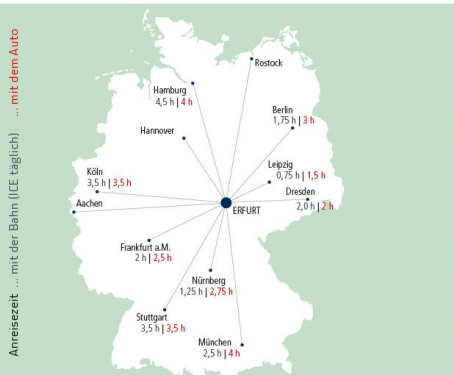 Anreisezeit ... mit der Bahn (ICE täglich) ... mit dem Auto
Rostock
Hamburg
4,5 h | 4 h
Berlin
1,75 h | 3 h
Hannover
Leipzig
0,75 h | 1,5 h
Köln
3,5 h | 3,5 h
Dresden
2,0 h | 2 h
Aachen
ERFURT
Frankfurt a.M.
2 h | 2,5 h
Nürnberg
1,25 h | 2,75 h
Stuttgart
3,5 h | 3,5 h
München
2,5 h | 4 h